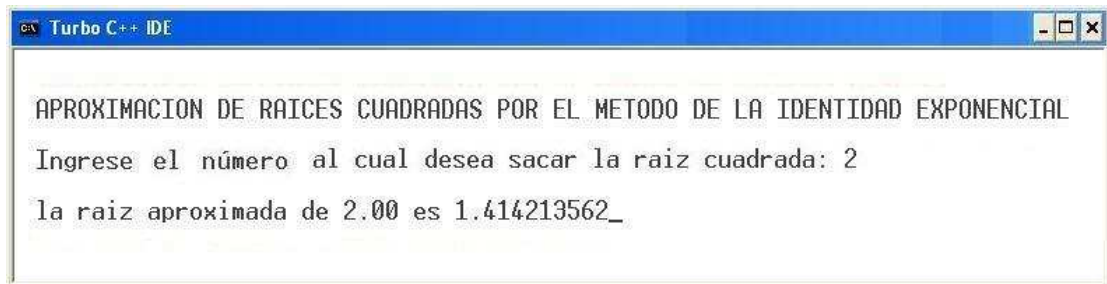 Turbo C++ IDE
APROXIMACION DE RAICES CUADRADAS POR EL METODO DE LA IDENTIDAD EXPONENCIAL
Ingrese el número al cual desea sacar la raiz cuadrada: 2
la raiz aproximada de 2.00 es 1.414213562_